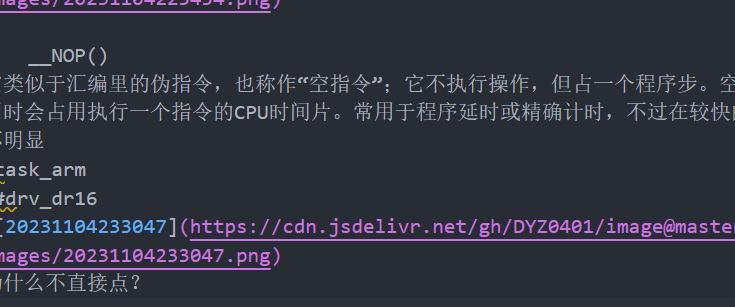 mages/20231104225454.png)
__NOP()
类似于汇编里的伪指令，也称作“空指令”；它不执行操作，但占一个程序步。空
时会占用执行一个指令的CPU时间片。常用于程序延时或精确计时，不过在较快
明显
task_arm
#drv_dr16
[20231104233047](https://cdn.jsdelivr.net/gh/DYZ0401/image@master
mages/20231104233047.png)
什么不直接点？